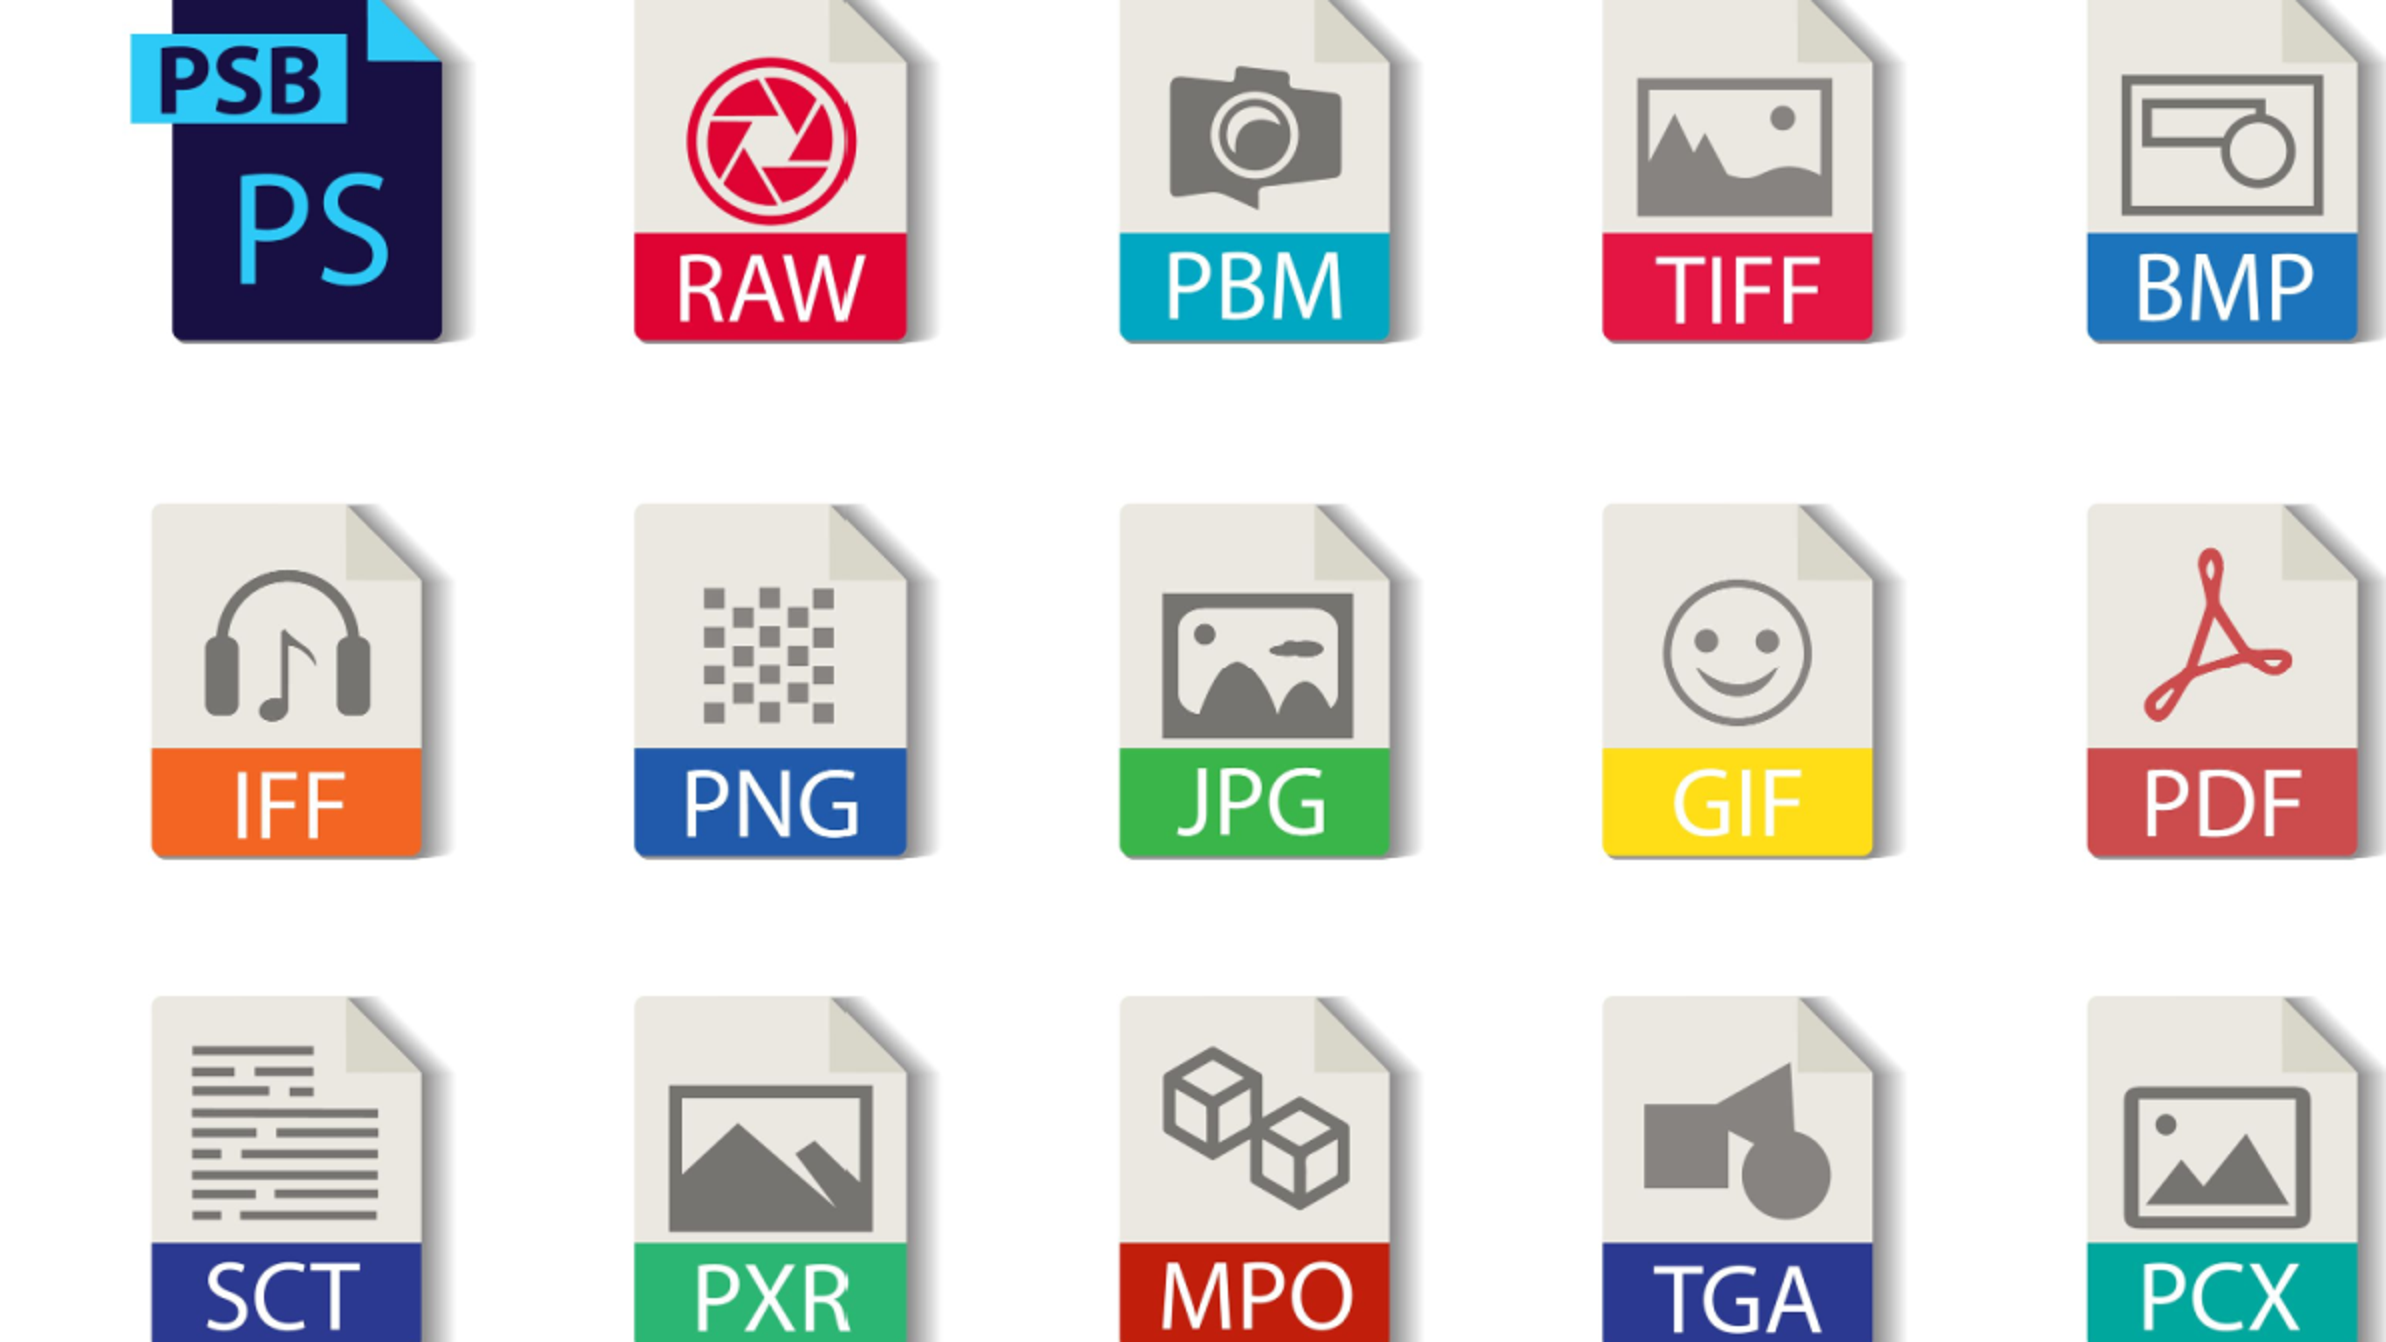 PSB
PS
RAW
PBM
TIFF
BMP
IFF
PNG
JPG
GIF
PDF
SCT
PXR
MPO
TGA
PCX